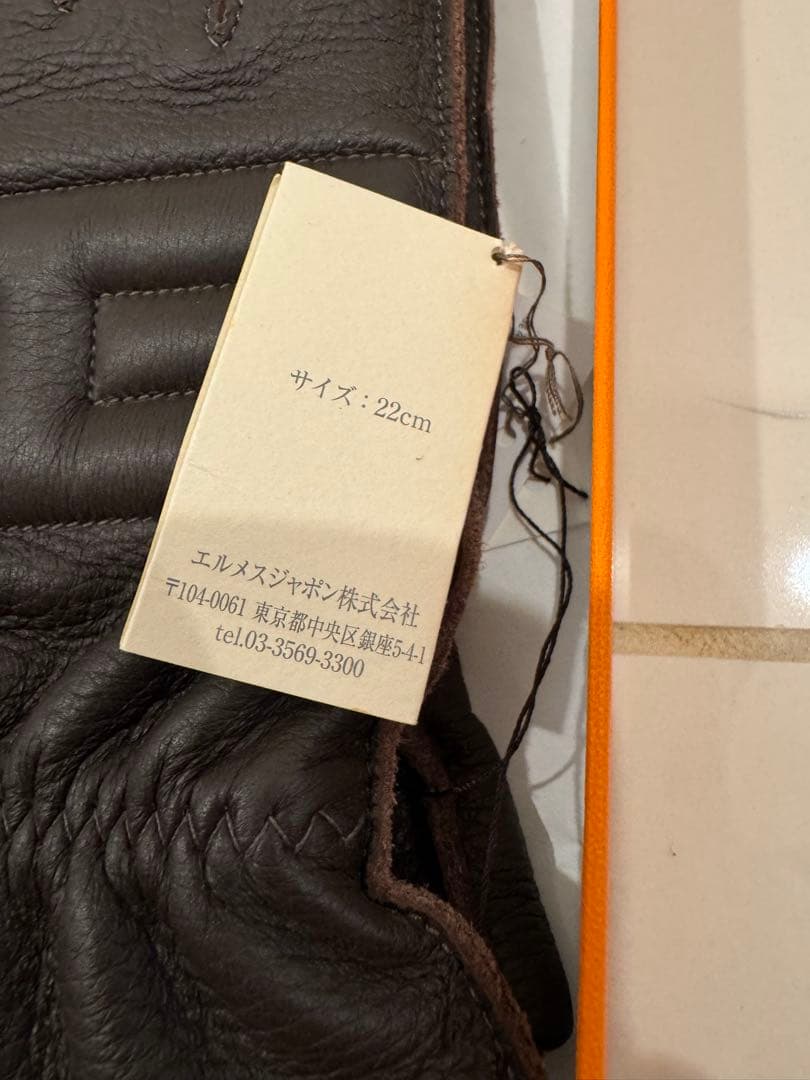 サイズ：22cm
エルメスジャポン株式会社
〒104-0061 東京都中央区銀座5-4-1
tel.03-3569-3300